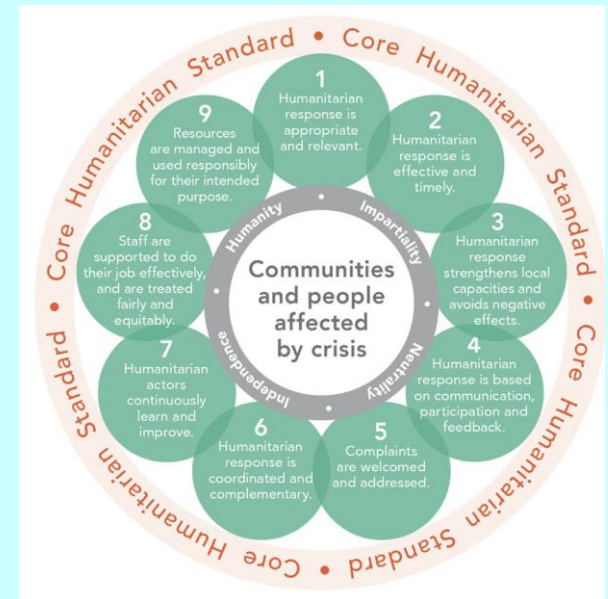 Core Humanitarian Standard • Core Humanitarian Standard • Core Humanitarian Standard • Core Humanitarian Standard •
1
Humanitarian
response is
appropriate
and relevant.
2
Humanitarian
response is
effective and
timely.
3
Humanitarian
response
strengthens local
capacities and
avoids negative
effects.
4
Humanitarian
response is based
on communication,
participation and
feedback.
5
Complaints
are welcomed
and addressed.
6
Humanitarian
response is
coordinated and
complementary.
7
Humanitarian
actors
continuously
learn and
improve.
8
Staff are
supported to do
their job effectively,
and are treated
fairly and
equitably.
9
Resources
are managed and
used responsibly
for their intended
purpose.
Humanity • Impartiality • Neutrality • Independence •
Communities
and people
affected
by crisis